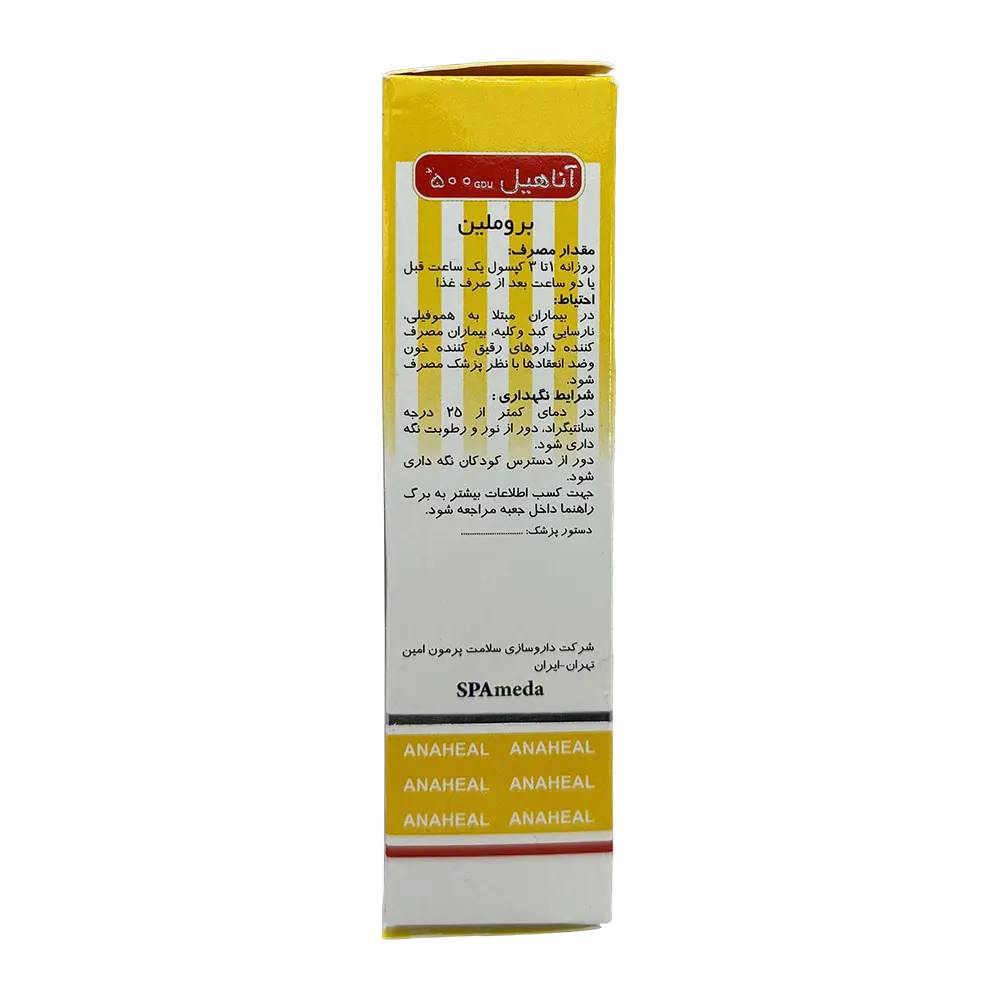 آناهیل ۵۰۰ GDU
بروملین
مقدار مصرف:
روزانه ۱ تا ۳ کپسول یک ساعت قبل
یا دو ساعت بعد از صرف غذا
احتیاط:
در بیماران مبتلا به هموفیلی،
نارسایی کبد وکلیه، بیماران مصرف
کننده داروهای رقیق کننده خون
وضد انعقادها با نظر پزشک مصرف
شود.
شرایط نگهداری :
در دمای کمتر از ۲۵ درجه
سانتیگراد، دور از نور و رطوبت نگه
داری شود.
دور از دسترس کودکان نگه داری
شود.
جهت کسب اطلاعات بیشتر به برگ
راهنما داخل جعبه مراجعه شود.
دستور پزشک: ............................
شرکت داروسازی سلامت پرمون امین
تهران-ایران
SPAmeda
ANAHEAL ANAHEAL
ANAHEAL ANAHEAL
ANAHEAL ANAHEAL